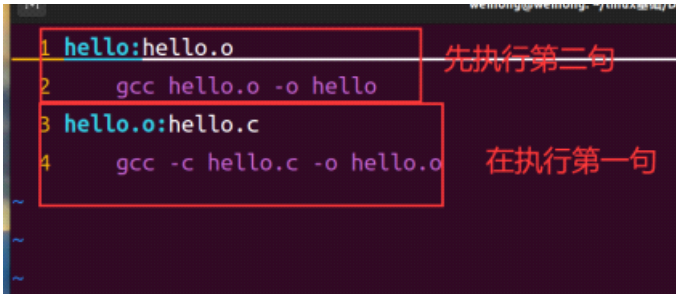 1 hello:hello.o
先执行第二句
2 gcc hello.o -o hello
3 hello.o:hello.c
4 gcc -c hello.c -o hello.o
在执行第一句
~
~
~